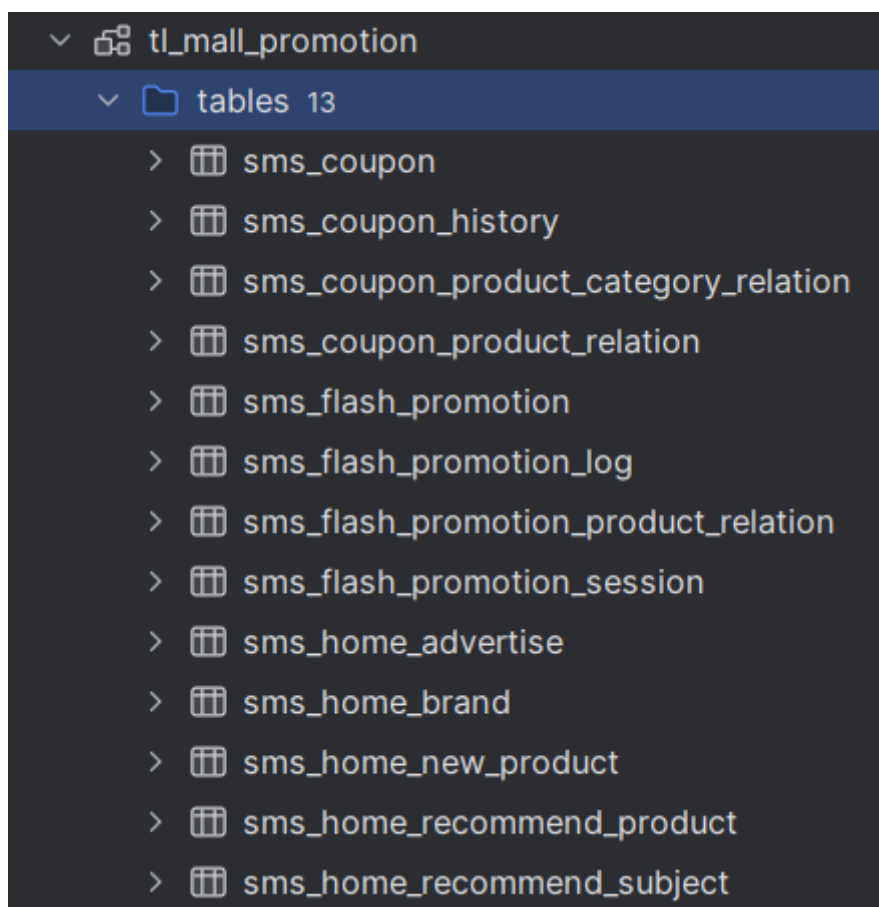 tl_mall_promotion
tables 13
sms_coupon
sms_coupon_history
sms_coupon_product_category_relation
sms_coupon_product_relation
sms_flash_promotion
sms_flash_promotion_log
sms_flash_promotion_product_relation
sms_flash_promotion_session
sms_home_advertise
sms_home_brand
sms_home_new_product
sms_home_recommend_product
sms_home_recommend_subject